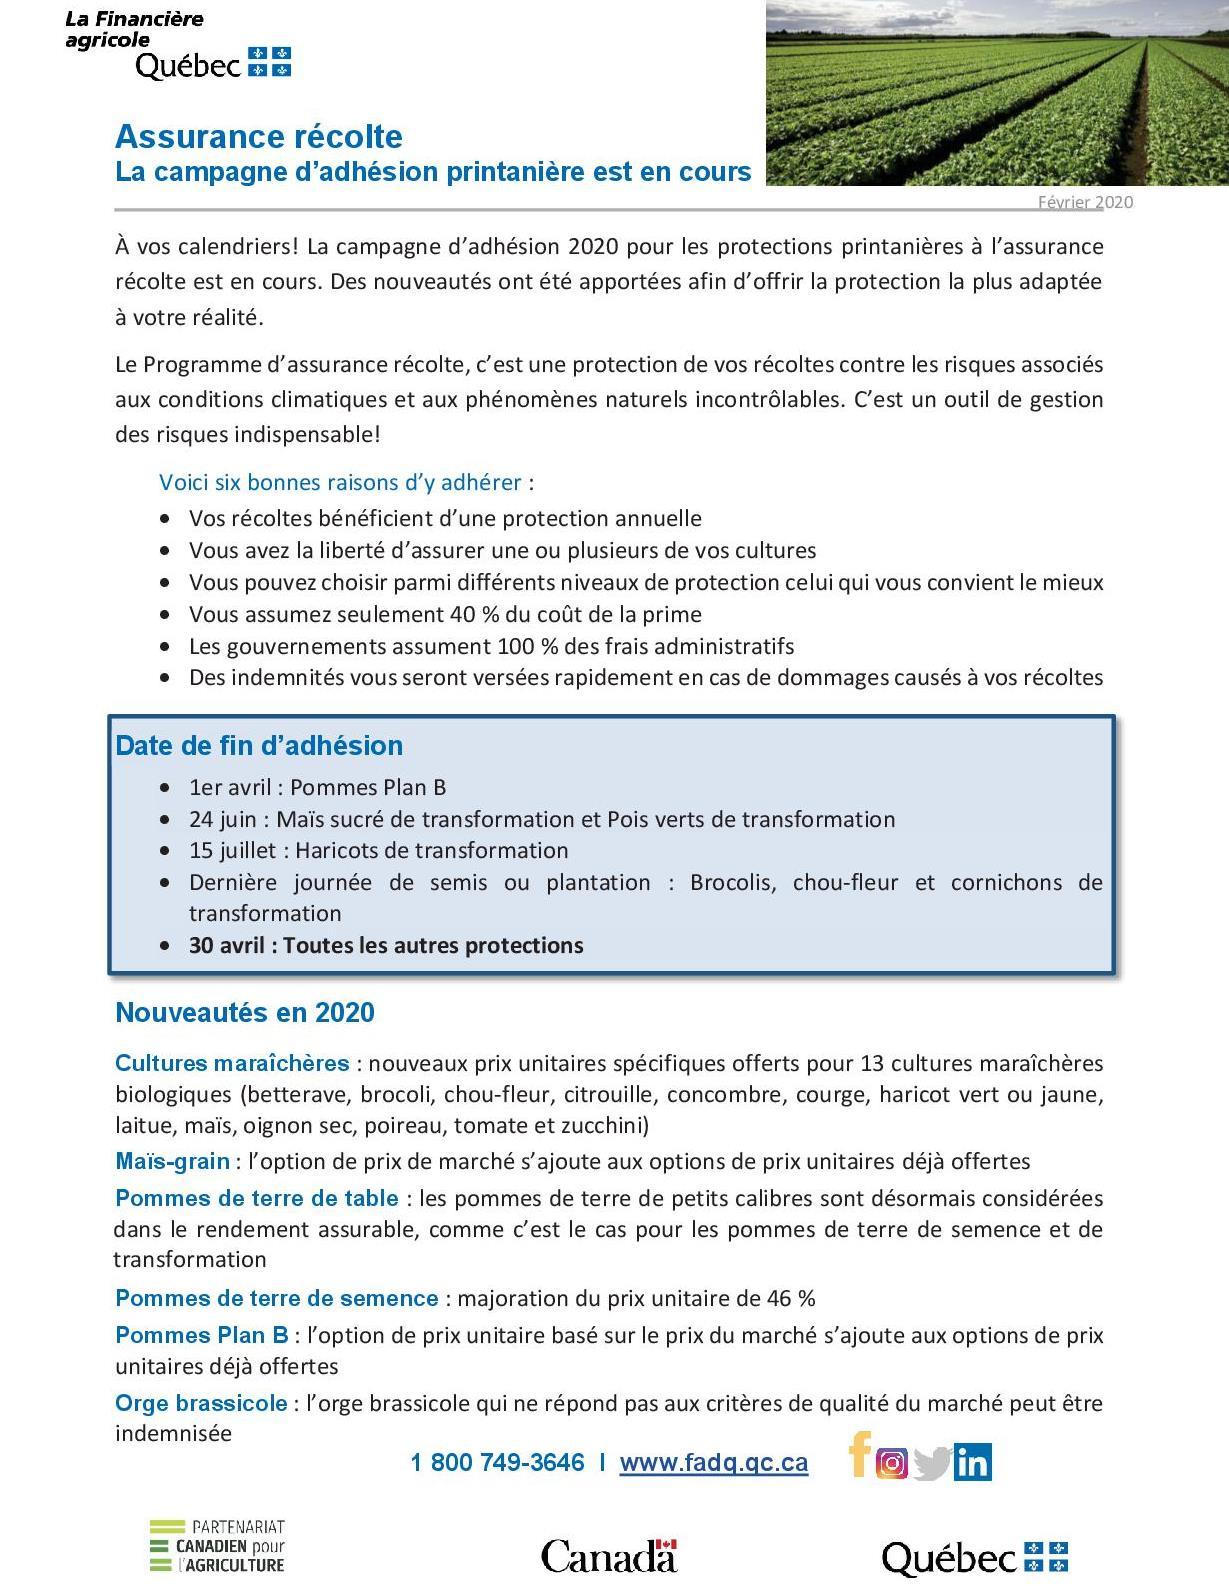 La Financière
agricole
Québec
Assurance récolte
La campagne d’adhésion printanière est en cours
Février 2020
À vos calendriers! La campagne d’adhésion 2020 pour les protections printanières à l’assurance
récolte est en cours. Des nouveautés ont été apportées afin d’offrir la protection la plus adaptée
à votre réalité.
Le Programme d’assurance récolte, c’est une protection de vos récoltes contre les risques associés
aux conditions climatiques et aux phénomènes naturels incontrôlables. C’est un outil de gestion
des risques indispensable!
Voici six bonnes raisons d’y adhérer :
• Vos récoltes bénéficient d’une protection annuelle
• Vous avez la liberté d’assurer une ou plusieurs de vos cultures
• Vous pouvez choisir parmi différents niveaux de protection celui qui vous convient le mieux
• Vous assumez seulement 40 % du coût de la prime
• Les gouvernements assument 100 % des frais administratifs
• Des indemnités vous seront versées rapidement en cas de dommages causés à vos récoltes
Date de fin d’adhésion
• 1er avril : Pommes Plan B
• 24 juin : Maïs sucré de transformation et Pois verts de transformation
• 15 juillet : Haricots de transformation
• Dernière journée de semis ou plantation : Brocolis, chou-fleur et cornichons de
transformation
• 30 avril : Toutes les autres protections
Nouveautés en 2020
Cultures maraîchères : nouveaux prix unitaires spécifiques offerts pour 13 cultures maraîchères
biologiques (betterave, brocoli, chou-fleur, citrouille, concombre, courge, haricot vert ou jaune,
laitue, maïs, oignon sec, poireau, tomate et zucchini)
Maïs-grain : l’option de prix de marché s’ajoute aux options de prix unitaires déjà offertes
Pommes de terre de table : les pommes de terre de petits calibres sont désormais considérées
dans le rendement assurable, comme c’est le cas pour les pommes de terre de semence et de
transformation
Pommes de terre de semence : majoration du prix unitaire de 46 %
Pommes Plan B : l’option de prix unitaire basé sur le prix du marché s’ajoute aux options de prix
unitaires déjà offertes
Orge brassicole : l’orge brassicole qui ne répond pas aux critères de qualité du marché peut être
indemnisée
1 800 749-3646 I www.fadq.qc.ca
f in
PARTENARIAT
CANADIEN pour
l’AGRICULTURE
Canada
Québec